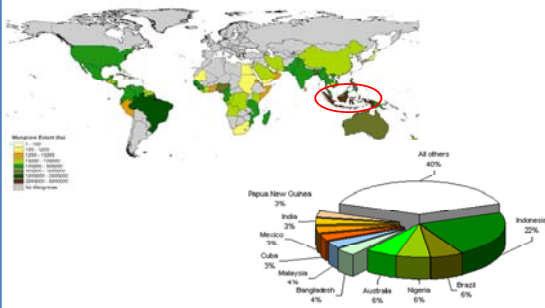 Mangrove Extent (ha)
No Mangroves
All others
40%
Indonesia
22%
Brazil
6%
Nigeria
6%
Australia
6%
Bangladesh
4%
Malaysia
4%
Cuba
3%
Mexico
3%
India
3%
Papua New Guinea
3%